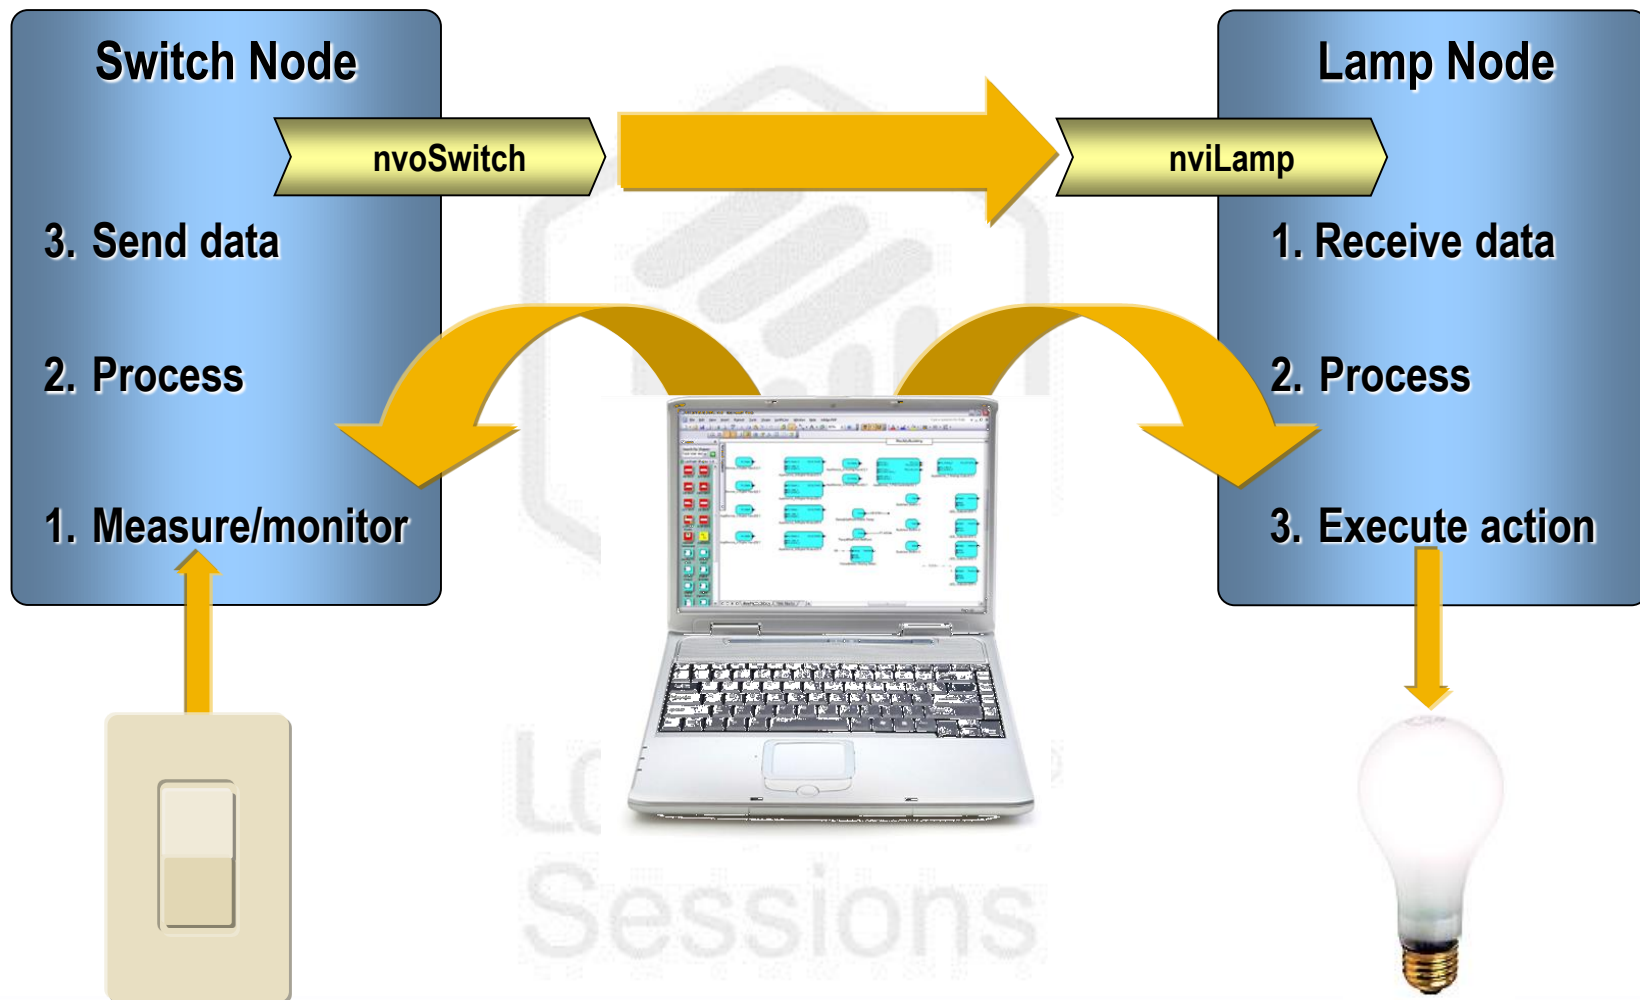 Switch Node
nvoSwitch
3. Send data
2. Process
1. Measure/monitor
Lamp Node
nviLamp
1. Receive data
2. Process
3. Execute action
Sessions